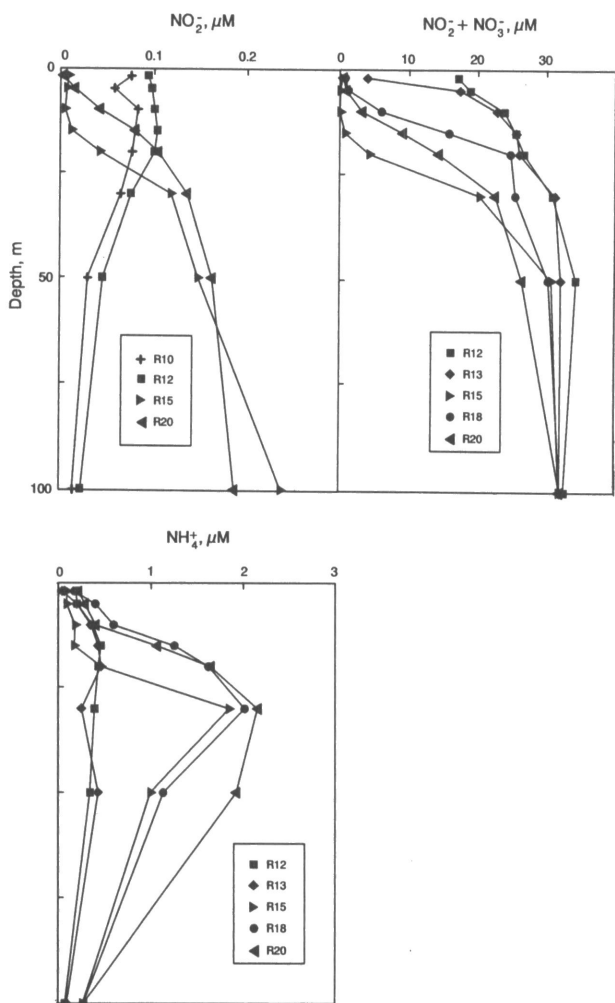 NO₂⁻, µM
0 0.1 0.2
NO₂⁻ + NO₃⁻, µM
0 10 20 30
0
50
100
Depth, m
R10
R12
R15
R20
R12
R13
R15
R18
R20
NH₄⁺, µM
0 1 2 3
R12
R13
R15
R18
R20